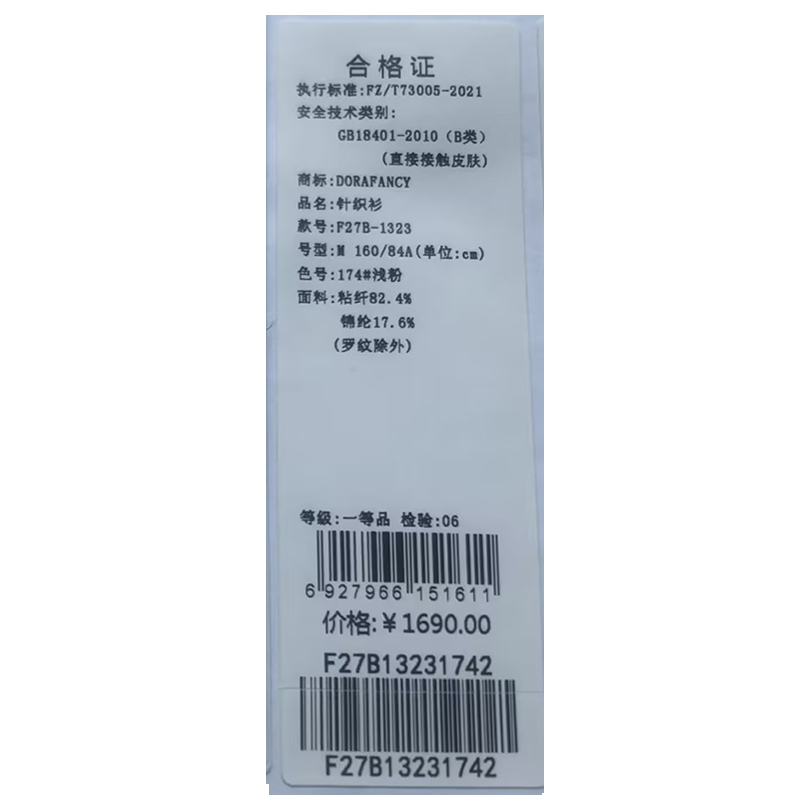 合格证
执行标准:FZ/T73005-2021
安全技术类别:
GB18401-2010（B类）
(直接接触皮肤)
商标:DORAFANCY
品名:针织衫
款号:F27B-1323
号型:M 160/84A(单位:cm)
色号:174#浅粉
面料:粘纤82.4%
锦纶17.6%
(罗纹除外)
等级:一等品 检验:06
6 927966 151611
价格:￥1690.00
F27B13231742
F27B13231742